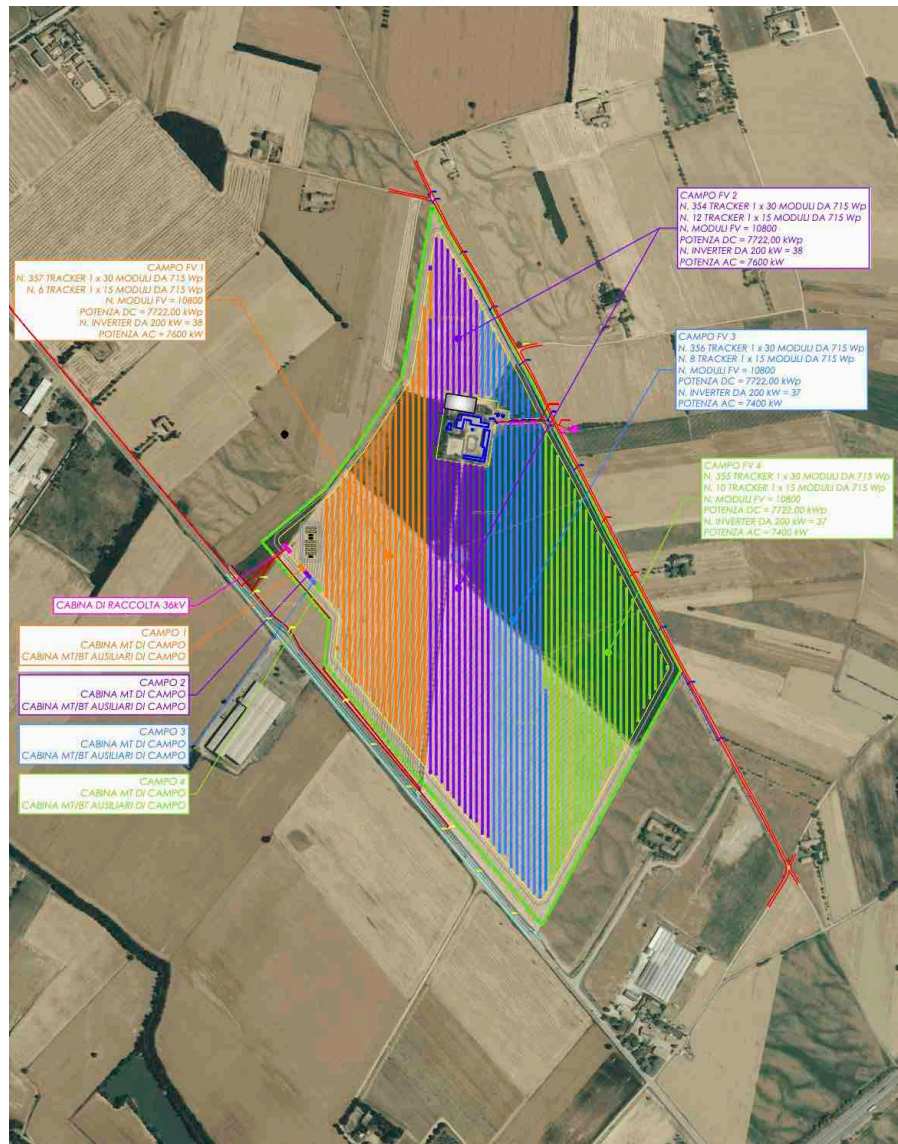 CAMPO FV 2
N. 354 TRACKER 1 x 30 MODULI DA 715 Wp
N. 12 TRACKER 1 x 15 MODULI DA 715 Wp
N. MODULI FV = 10800
POTENZA DC = 7722,00 kWp
N. INVERTER DA 200 kW = 38
POTENZA AC = 7600 kW
CAMPO FV 1
N. 357 TRACKER 1 x 30 MODULI DA 715 Wp
N. 6 TRACKER 1 x 15 MODULI DA 715 Wp
N. MODULI FV = 10800
POTENZA DC = 7722,00 kWp
N. INVERTER DA 200 kW = 38
POTENZA AC = 7600 kW
CAMPO FV 3
N. 356 TRACKER 1 x 30 MODULI DA 715 Wp
N. 8 TRACKER 1 x 15 MODULI DA 715 Wp
N. MODULI FV = 10800
POTENZA DC = 7722,00 kWp
N. INVERTER DA 200 kW = 37
POTENZA AC = 7400 kW
CAMPO FV 4
N. 355 TRACKER 1 x 30 MODULI DA 715 Wp
N. 10 TRACKER 1 x 15 MODULI DA 715 Wp
N. MODULI FV = 10800
POTENZA DC = 7722,00 kWp
N. INVERTER DA 200 kW = 37
POTENZA AC = 7400 kW
CABINA DI RACCOLTA 36kV
CAMPO 1
CABINA MT DI CAMPO
CABINA MT/BT AUSILIARI DI CAMPO
CAMPO 2
CABINA MT DI CAMPO
CABINA MT/BT AUSILIARI DI CAMPO
CAMPO 3
CABINA MT DI CAMPO
CABINA MT/BT AUSILIARI DI CAMPO
CAMPO 4
CABINA MT DI CAMPO
CABINA MT/BT AUSILIARI DI CAMPO